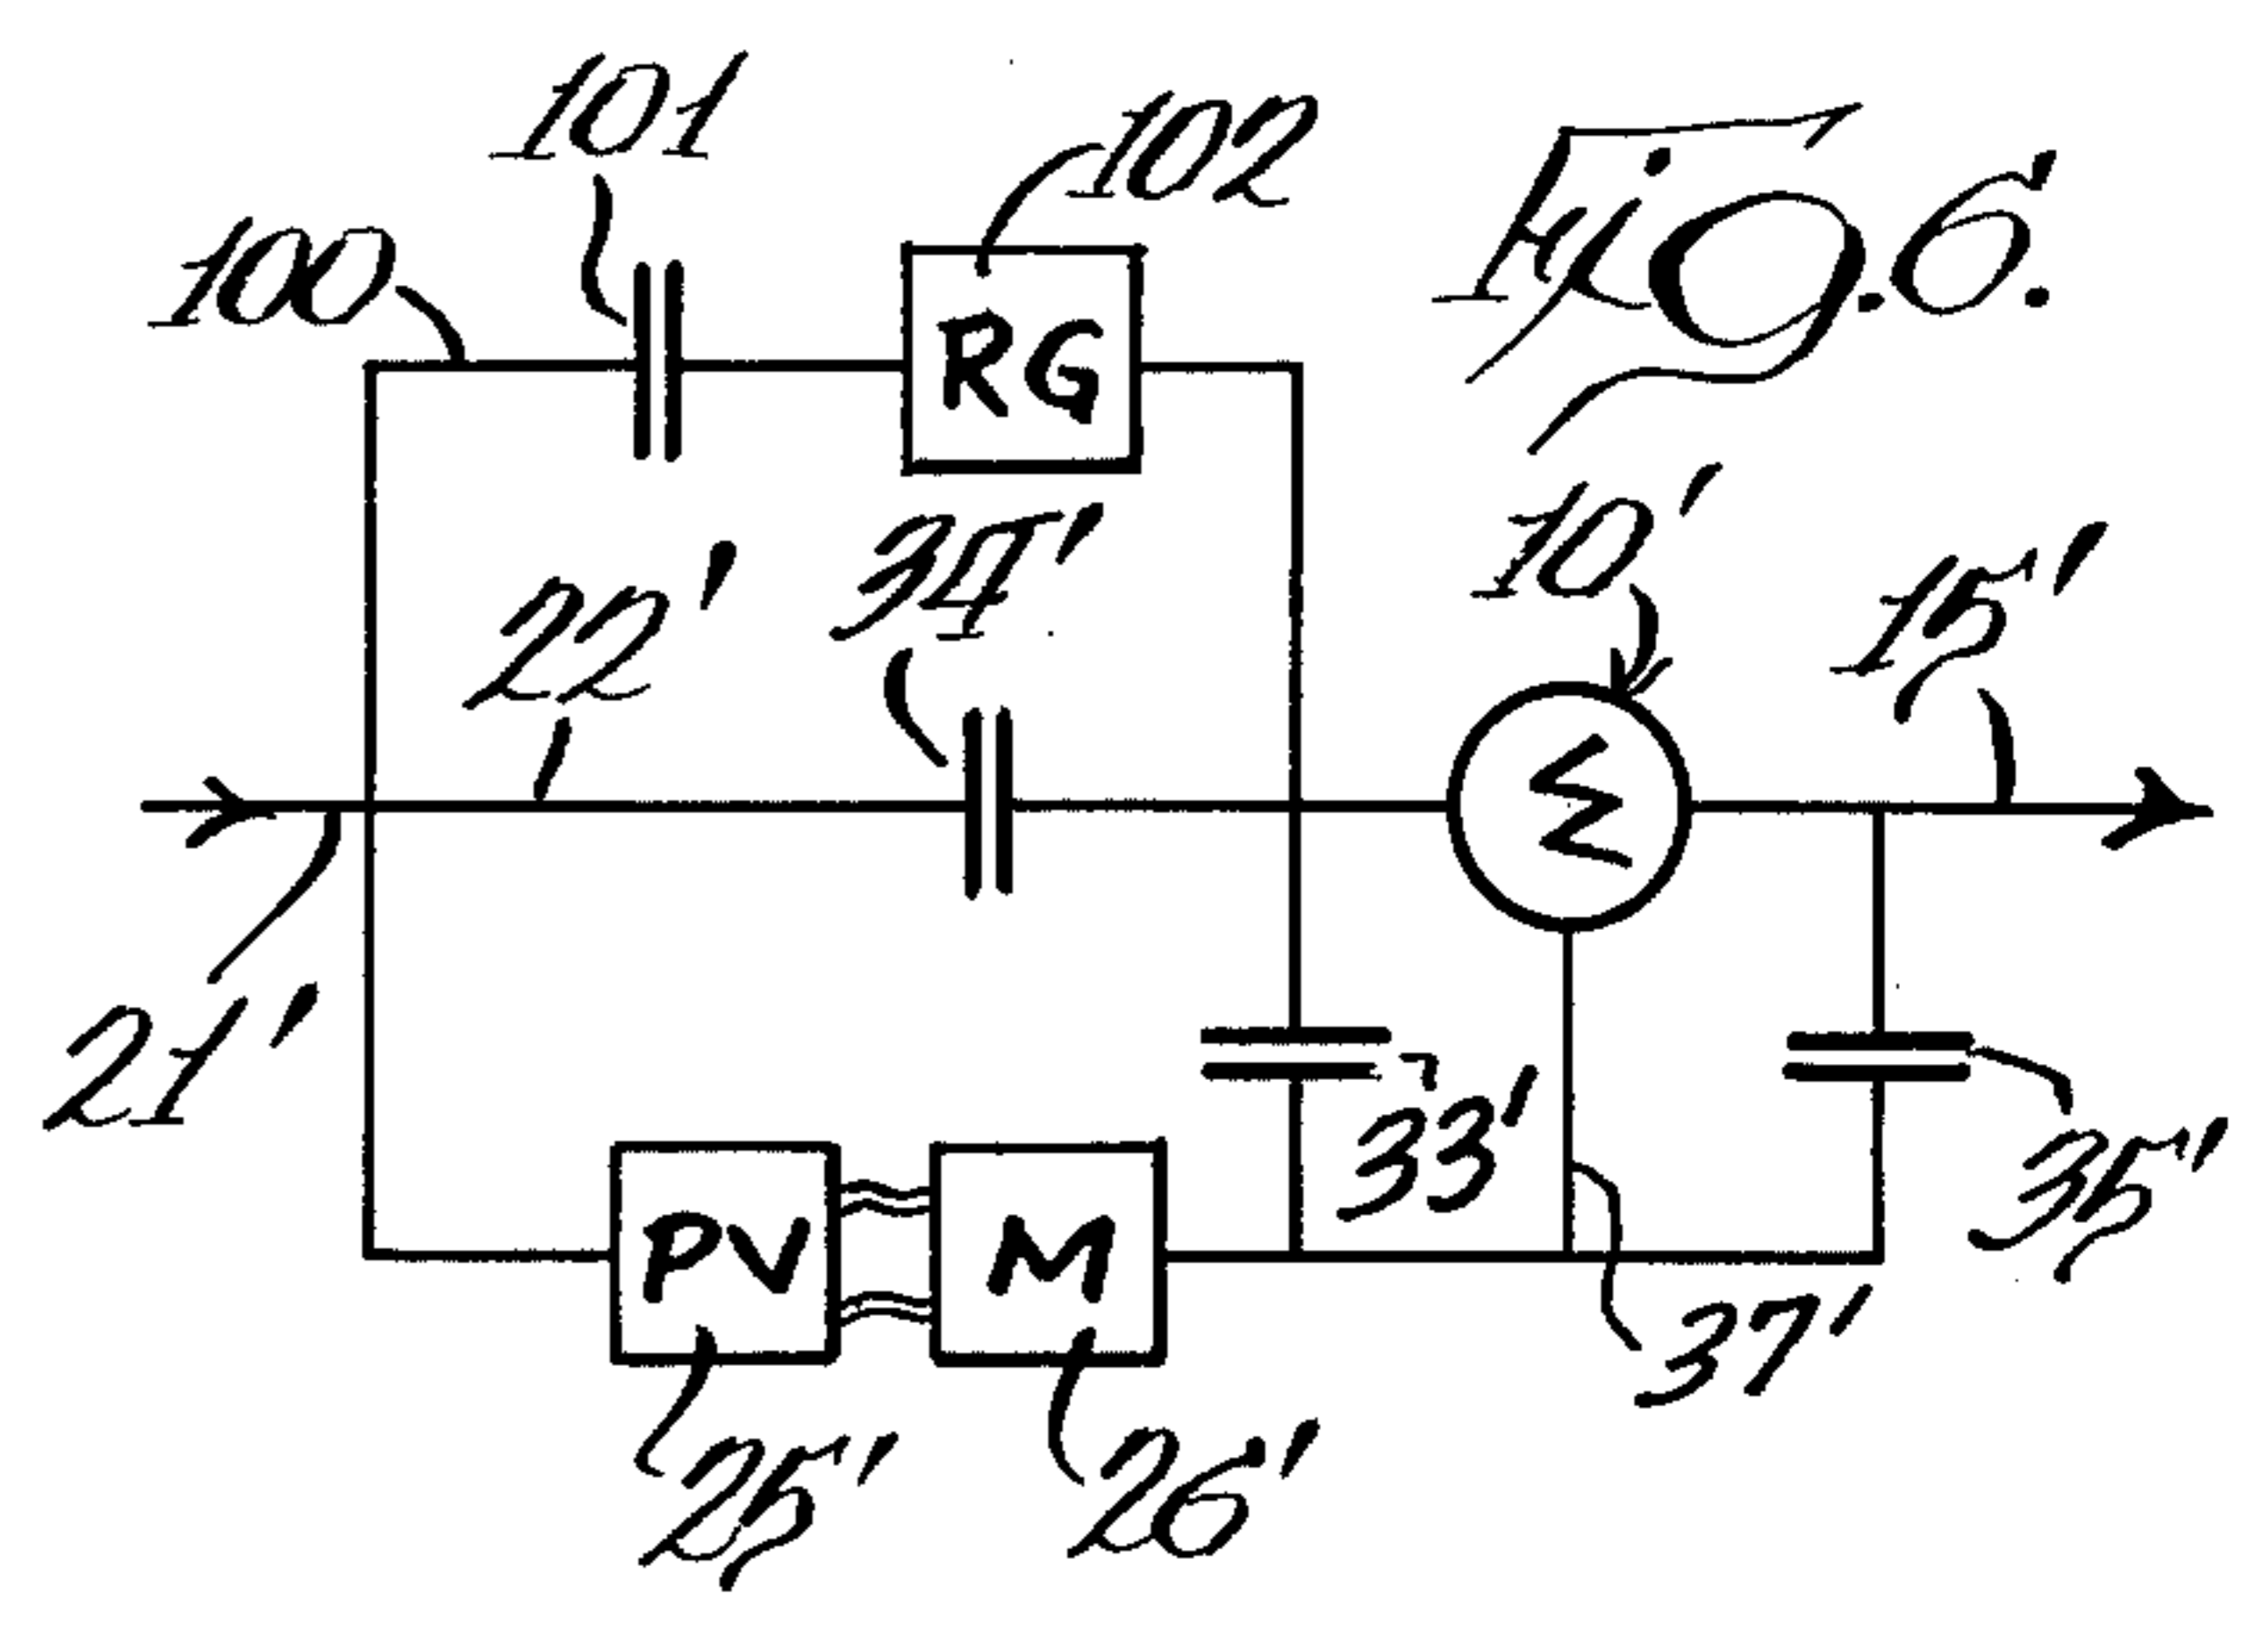 101
102
Fig. 6.
100
RG
34'
10'
22'
15'
Σ
21'
33'
35'
PV
M
37'
25'
26'